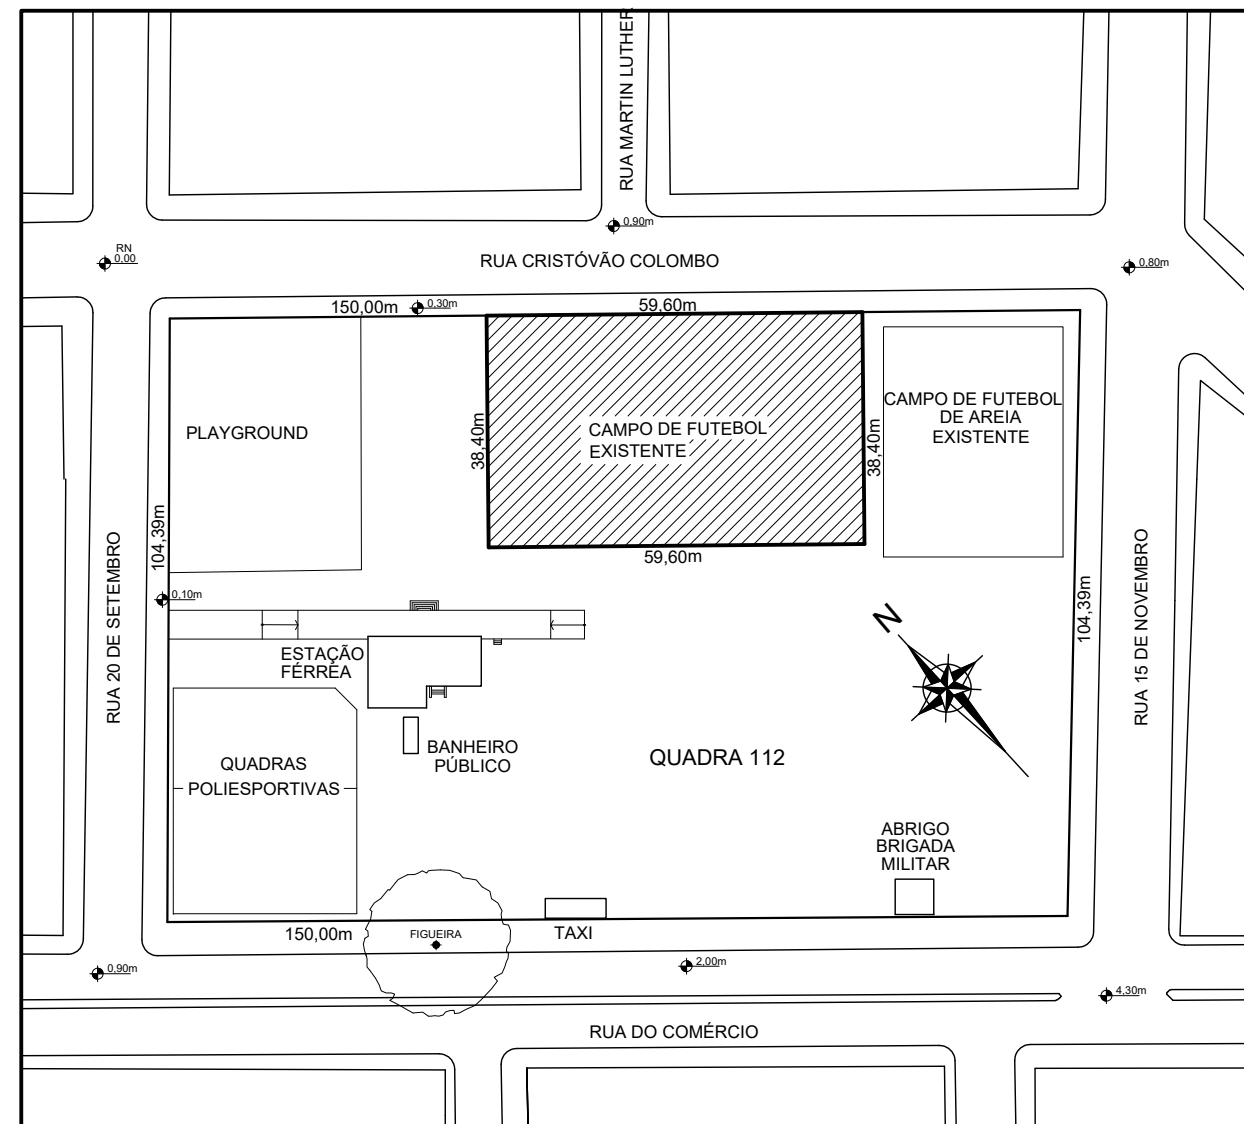 RUA MARTIN LUTHER
0,90m
RN
0,00
RUA CRISTÓVÃO COLOMBO
0,80m
150,00m
0,30m
59,60m
PLAYGROUND
38,40m
CAMPO DE FUTEBOL
EXISTENTE
38,40m
CAMPO DE FUTEBOL
DE AREIA
EXISTENTE
104,39m
59,60m
RUA 20 DE SETEMBRO
0,10m
104,39m
RUA 15 DE NOVEMBRO
N
ESTAÇÃO
FÉRREA
BANHEIRO
PÚBLICO
QUADRA 112
QUADRAS
POLIESPORTIVAS
ABRIGO
BRIGADA
MILITAR
150,00m
FIGUEIRA
TAXI
0,90m
2,00m
4,30m
RUA DO COMÉRCIO